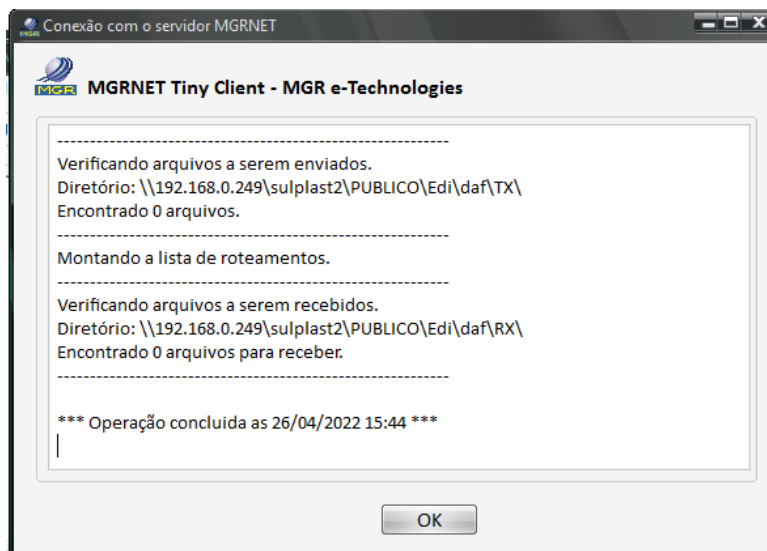 Conexão com o servidor MGRNET
MGR
MGRNET Tiny Client - MGR e-Technologies
------------------------------------------------------------
Verificando arquivos a serem enviados.
Diretório: \\192.168.0.249\sulplast2\PUBLICO\Edi\daf\TX\
Encontrado 0 arquivos.
------------------------------------------------------------
Montando a lista de roteamentos.
------------------------------------------------------------
Verificando arquivos a serem recebidos.
Diretório: \\192.168.0.249\sulplast2\PUBLICO\Edi\daf\RX\
Encontrado 0 arquivos para receber.
------------------------------------------------------------
*** Operação concluida as 26/04/2022 15:44 ***
OK